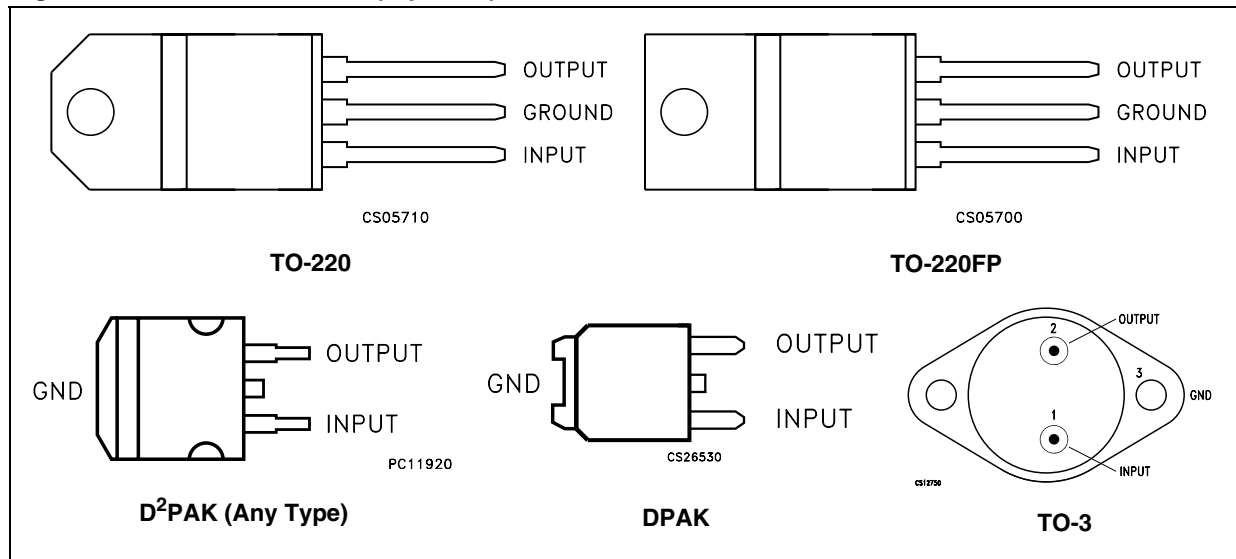 OUTPUT
GROUND
INPUT
CS05710
TO-220
OUTPUT
GROUND
INPUT
CS05700
TO-220FP
GND
OUTPUT
INPUT
PC11920
D²PAK (Any Type)
GND
OUTPUT
INPUT
CS26530
DPAK
2
OUTPUT
3
GND
1
INPUT
CS12750
TO-3